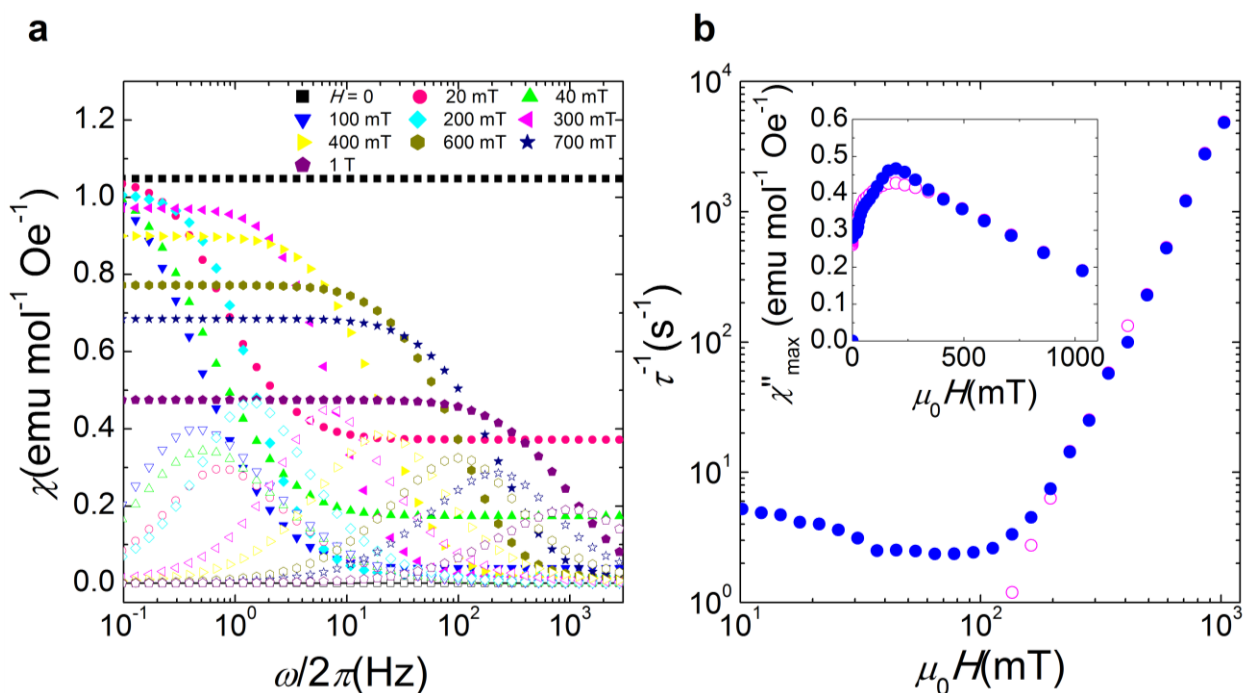 a
χ(emu mol⁻¹ Oe⁻¹)
1.2
1.0
0.8
0.6
0.4
0.2
0.0
H = 0 20 mT 40 mT
100 mT 200 mT 300 mT
400 mT 600 mT 700 mT
1 T
10⁻¹ 10⁰ 10¹ 10² 10³
ω/2π(Hz)
b
τ⁻¹(s⁻¹)
10⁴
10³
10²
10¹
10⁰
χ"max (emu mol⁻¹ Oe⁻¹)
0.6
0.5
0.4
0.3
0.2
0.1
0.0
0 500 1000
μ₀H(mT)
10¹ 10² 10³
μ₀H(mT)